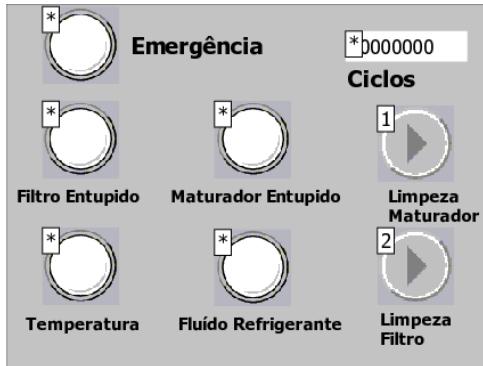 * Emergência
*0000000
Ciclos
* * 1
Filtro Entupido Maturador Entupido Limpeza
Maturador
* * 2
Temperatura Fluído Refrigerante Limpeza
Filtro